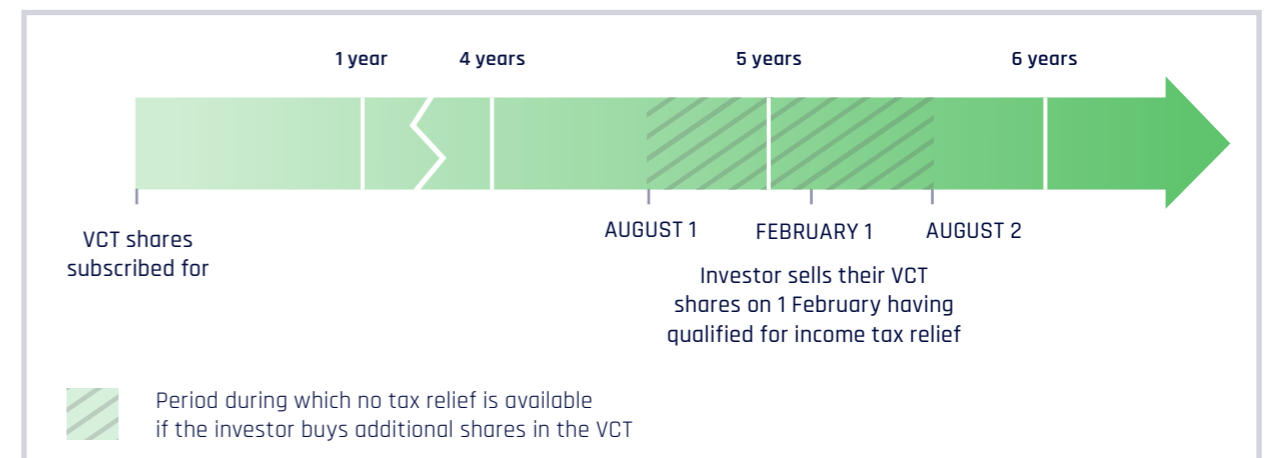 1 year
4 years
5 years
6 years
VCT shares
subscribed for
AUGUST 1
FEBRUARY 1
AUGUST 2
Investor sells their VCT
shares on 1 February having
qualified for income tax relief
Period during which no tax relief is available
if the investor buys additional shares in the VCT